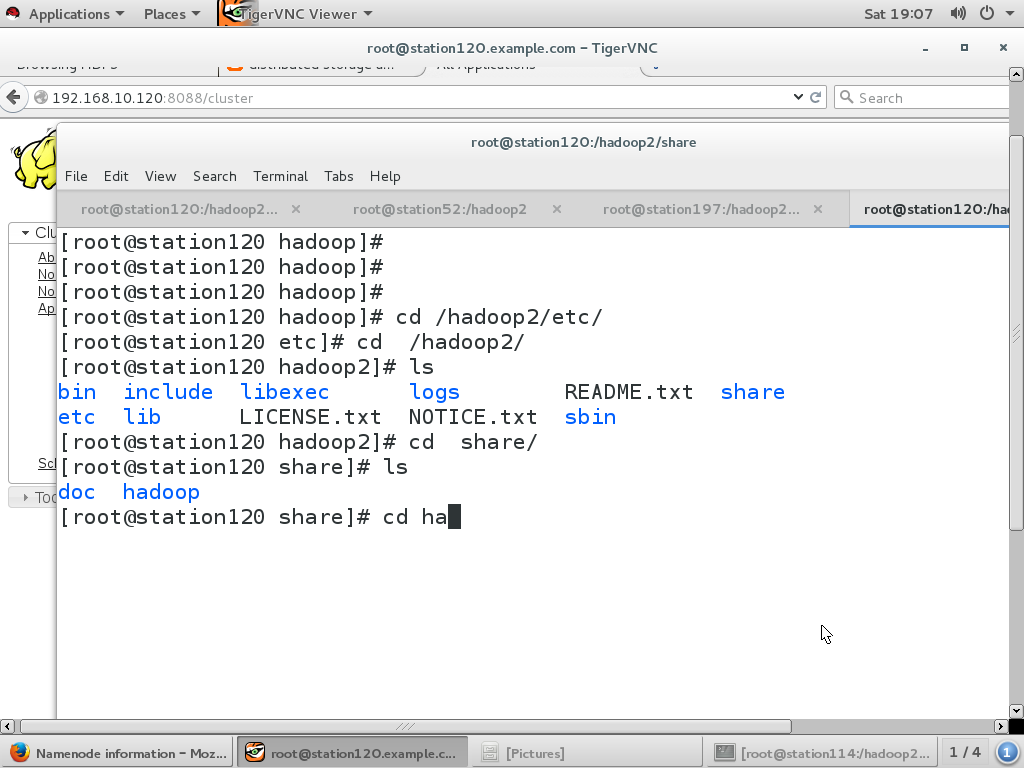 Applications Places TigerVNC Viewer Sat 19:07
root@station120.example.com - TigerVNC
All Applications
192.168.10.120:8088/cluster Search
root@station120:/hadoop2/share
File Edit View Search Terminal Tabs Help
root@station120:/hadoop2... root@station52:/hadoop2 root@station197:/hadoop2... root@station120:/ha
Clu
Ab
No
No
Ap
Sc
Too
[root@station120 hadoop]#
[root@station120 hadoop]#
[root@station120 hadoop]#
[root@station120 hadoop]# cd /hadoop2/etc/
[root@station120 etc]# cd  /hadoop2/
[root@station120 hadoop2]# ls
bin  include  libexec      logs        README.txt  share
etc  lib      LICENSE.txt  NOTICE.txt  sbin
[root@station120 hadoop2]# cd  share/
[root@station120 share]# ls
doc  hadoop
[root@station120 share]# cd ha
Namenode information - Moz... root@station120.example.c... [Pictures] [root@station114:/hadoop2... 1 / 4 1